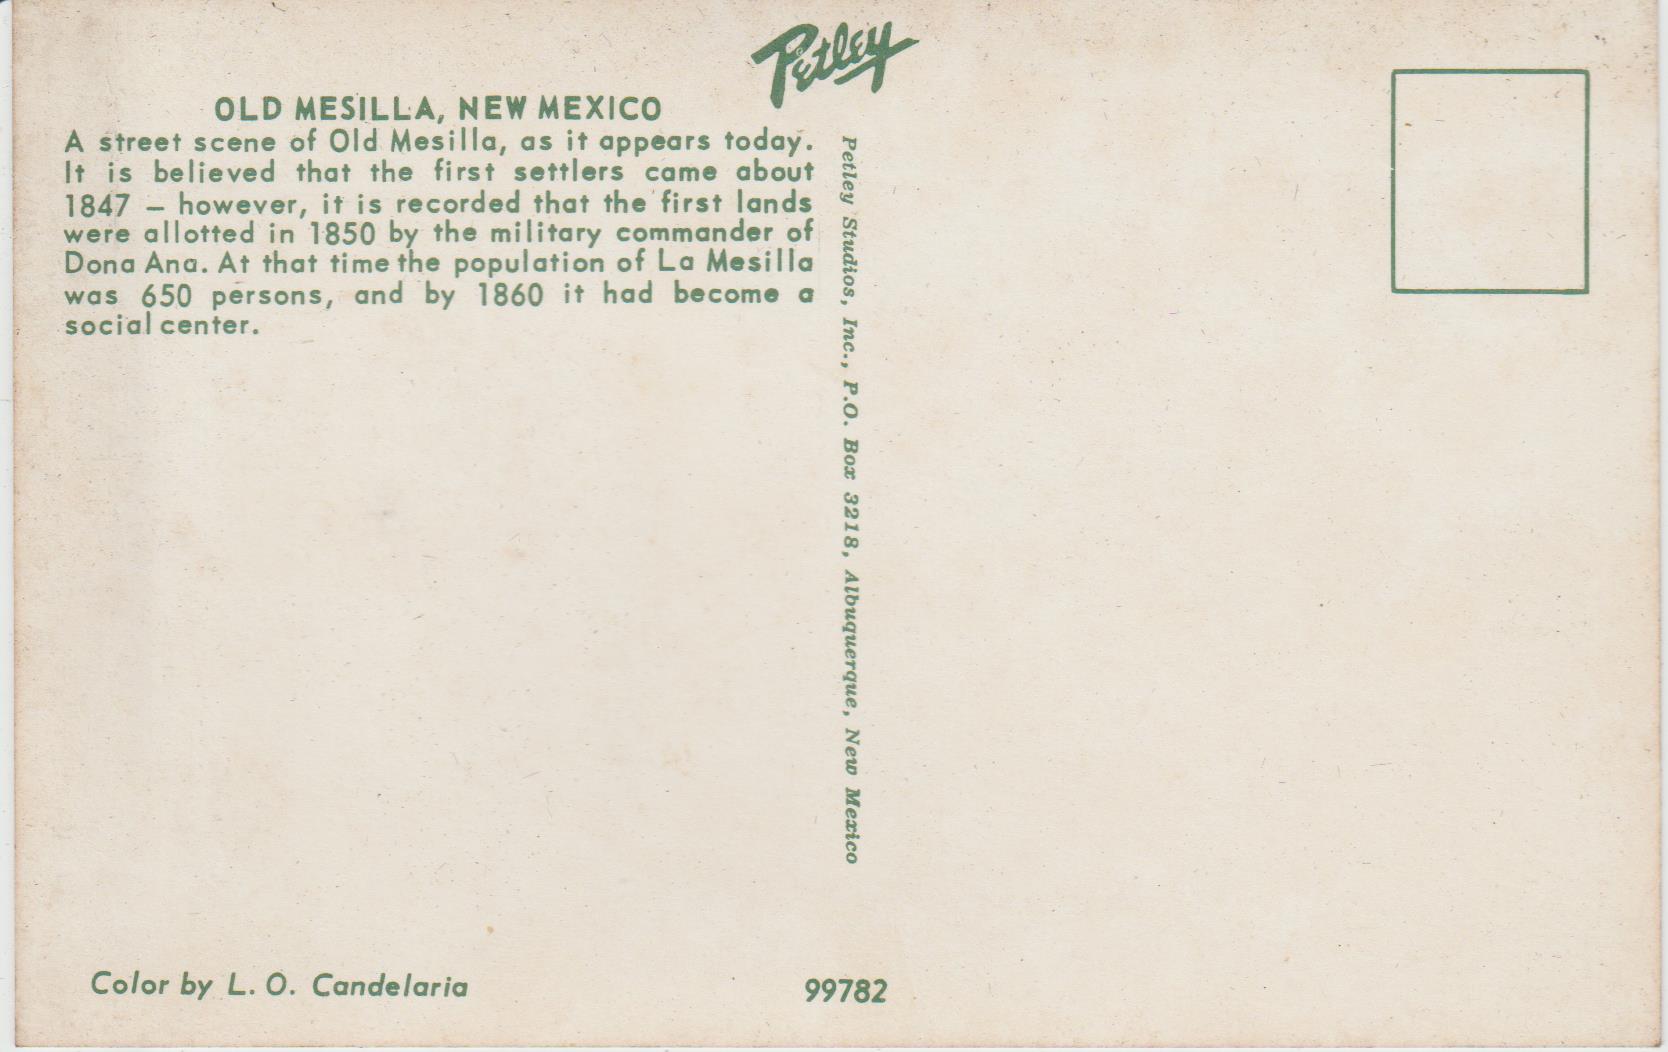 Petley
OLD MESILLA, NEW MEXICO
A street scene of Old Mesilla, as it appears today.
It is believed that the first settlers came about
1847 – however, it is recorded that the first lands
were allotted in 1850 by the military commander of
Dona Ana. At that time the population of La Mesilla
was 650 persons, and by 1860 it had become a
social center.
Petley Studios, Inc., P.O. Box 3218, Albuquerque, New Mexico
Color by L. O. Candelaria
99782